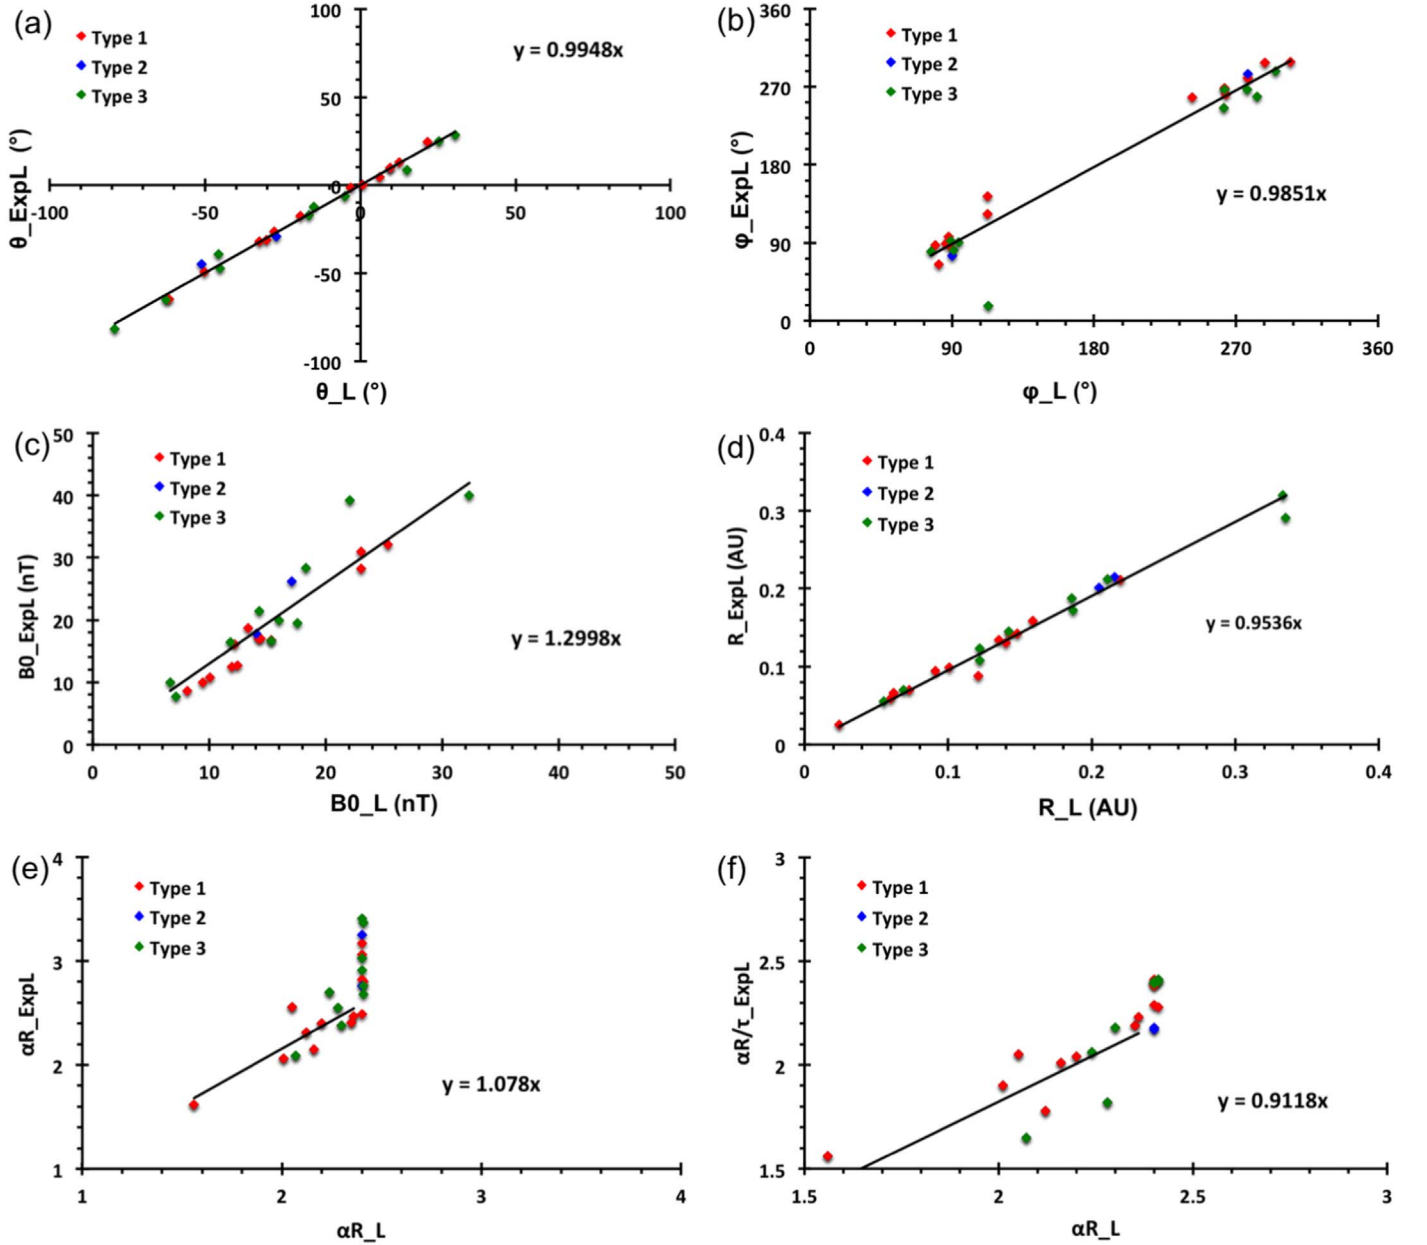 (a)
100
50
0
-50
-100
-100
-50
0
50
100
Type 1
Type 2
Type 3
y = 0.9948x
θ_ExpL (°)
θ_L (°)
(b)
360
270
180
90
0
0
90
180
270
360
Type 1
Type 2
Type 3
y = 0.9851x
φ_ExpL (°)
φ_L (°)
(c)
50
40
30
20
10
0
0
10
20
30
40
50
Type 1
Type 2
Type 3
y = 1.2998x
B0_ExpL (nT)
B0_L (nT)
(d)
0.4
0.3
0.2
0.1
0
0
0.1
0.2
0.3
0.4
Type 1
Type 2
Type 3
y = 0.9536x
R_ExpL (AU)
R_L (AU)
(e)
4
3
2
1
1
2
3
4
Type 1
Type 2
Type 3
y = 1.078x
αR_ExpL
αR_L
(f)
3
2.5
2
1.5
1.5
2
2.5
3
Type 1
Type 2
Type 3
y = 0.9118x
αR/τ_ExpL
αR_L